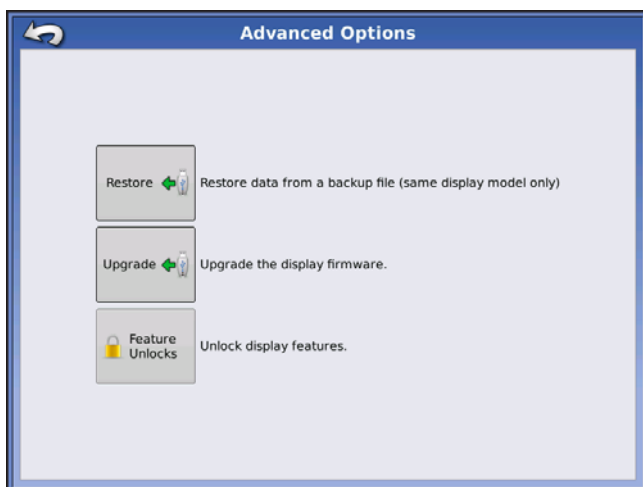 Advanced Options
Restore Restore data from a backup file (same display model only)
Upgrade Upgrade the display firmware.
Feature
Unlocks Unlock display features.